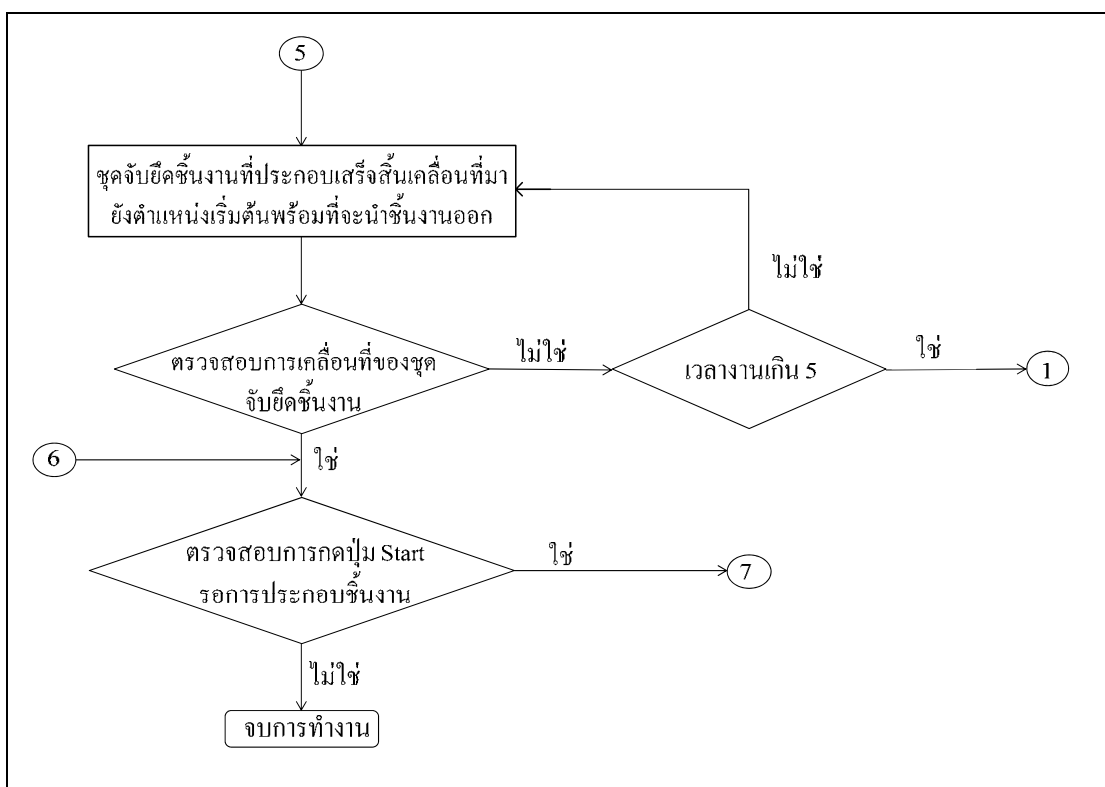 5
ชุดจับยึดชิ้นงานที่ประกอบเสร็จสิ้นเคลื่อนที่มา
ยังตำแหน่งเริ่มต้นพร้อมที่จะนำชิ้นงานออก
ไม่ใช่
ตรวจสอบการเคลื่อนที่ของชุด
จับยึดชิ้นงาน
ไม่ใช่
เวลางานเกิน 5
ใช่
1
6
ใช่
ตรวจสอบการกดปุ่ม Start
รอการประกอบชิ้นงาน
ใช่
7
ไม่ใช่
จบการทำงาน